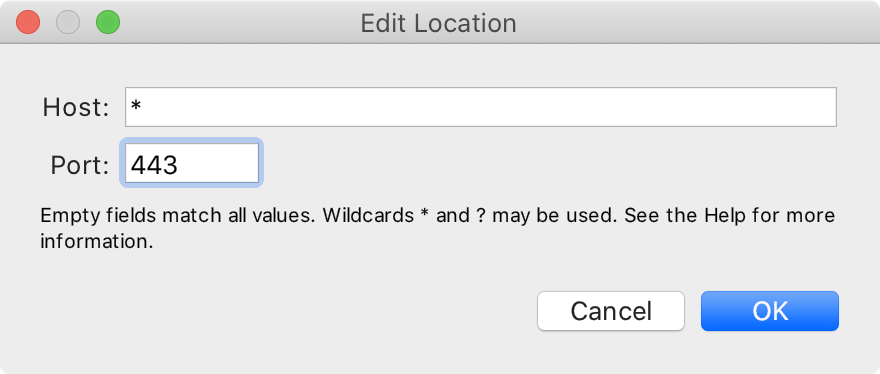 Edit Location
Host: *
Port: 443
Empty fields match all values. Wildcards * and ? may be used. See the Help for more
information.
Cancel OK